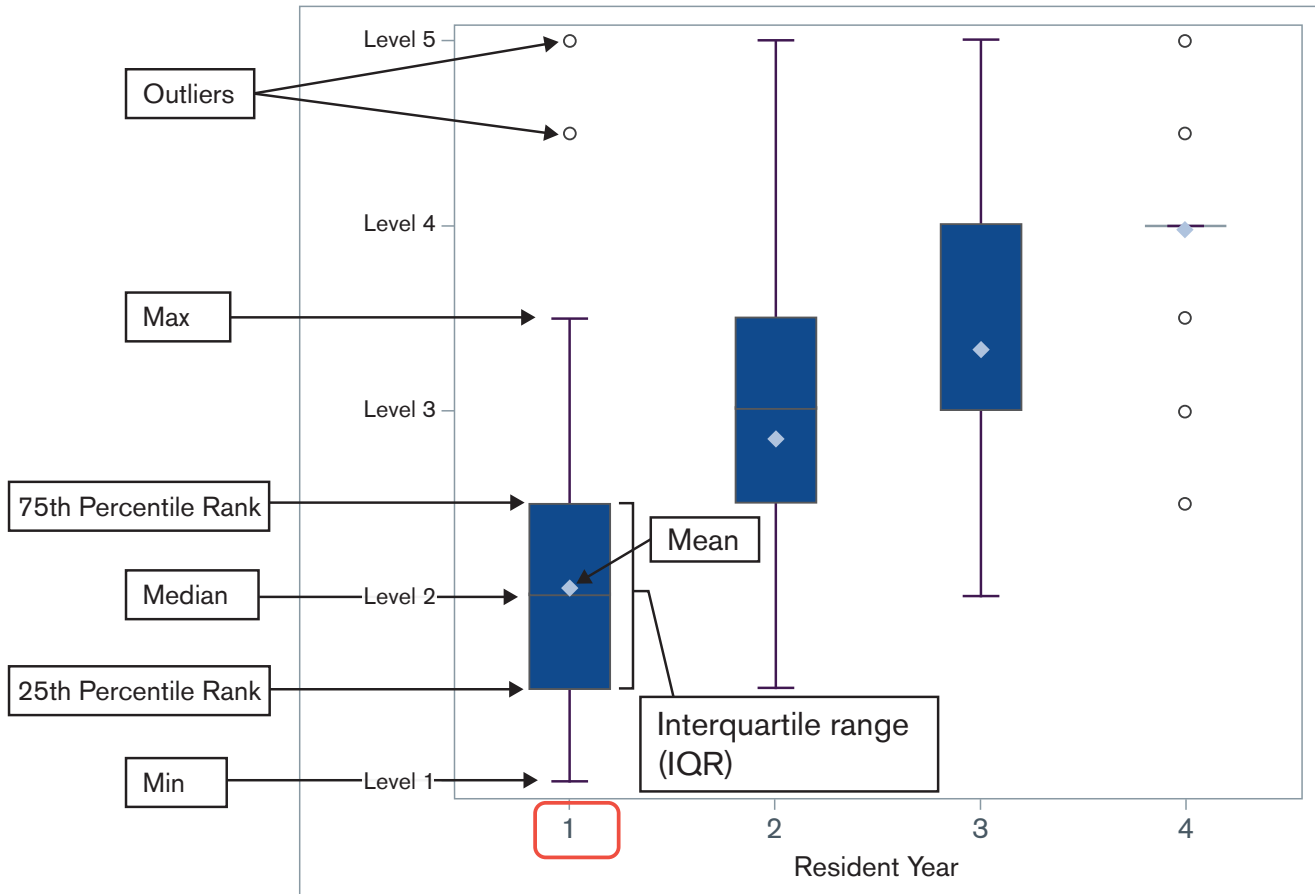 Level 5
Outliers
Level 4
Max
Level 3
75th Percentile Rank
Mean
Median
Level 2
25th Percentile Rank
Interquartile range
(IQR)
Min
Level 1
1
2
3
4
Resident Year